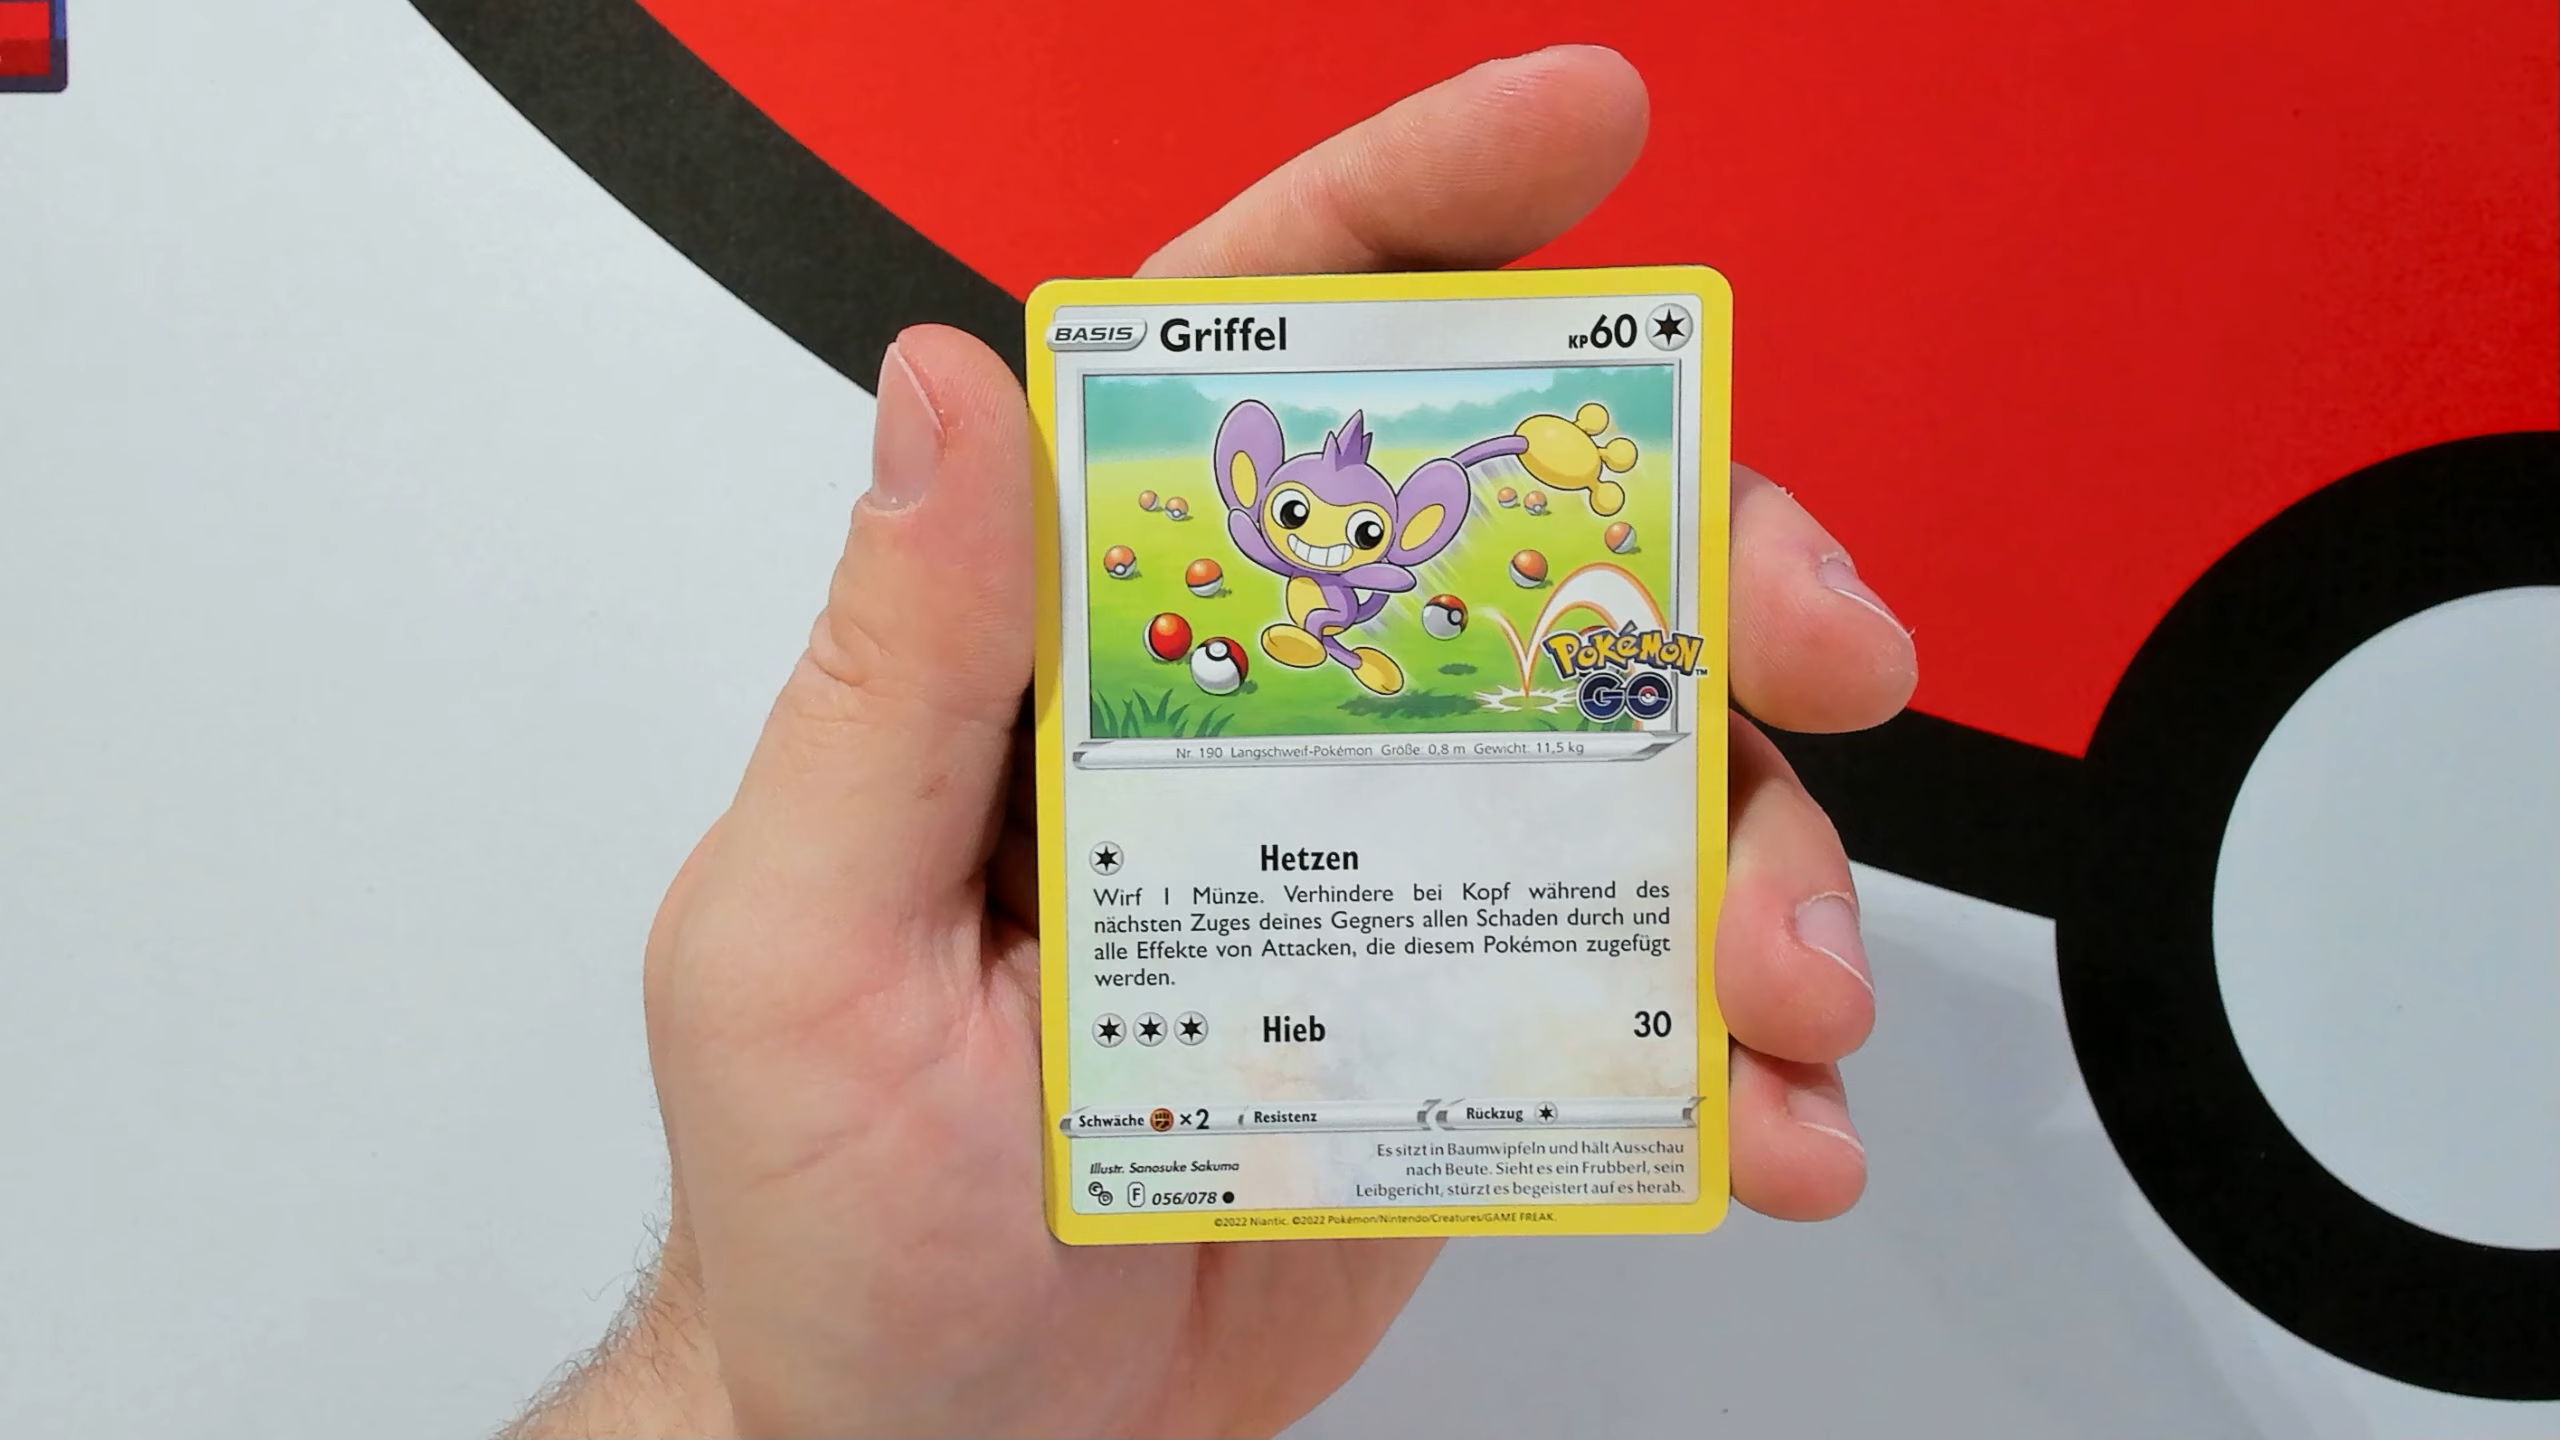 BASIS Griffel KP 60
POKéMON™
GO
Nr. 190 Langschweif-Pokémon Größe: 0,8 m Gewicht: 11,5 kg
Hetzen
Wirf 1 Münze. Verhindere bei Kopf während des
nächsten Zuges deines Gegners allen Schaden durch und
alle Effekte von Attacken, die diesem Pokémon zugefügt
werden.
Hieb 30
Schwäche ×2 Resistenz Rückzug
Es sitzt in Baumwipfeln und hält Ausschau
nach Beute. Sieht es ein Frubberl, sein
Leibgericht, stürzt es begeistert auf es herab.
Illustr. Sanosuke Sakuma
GO F 056/078
©2022 Niantic. ©2022 Pokémon/Nintendo/Creatures/GAME FREAK.